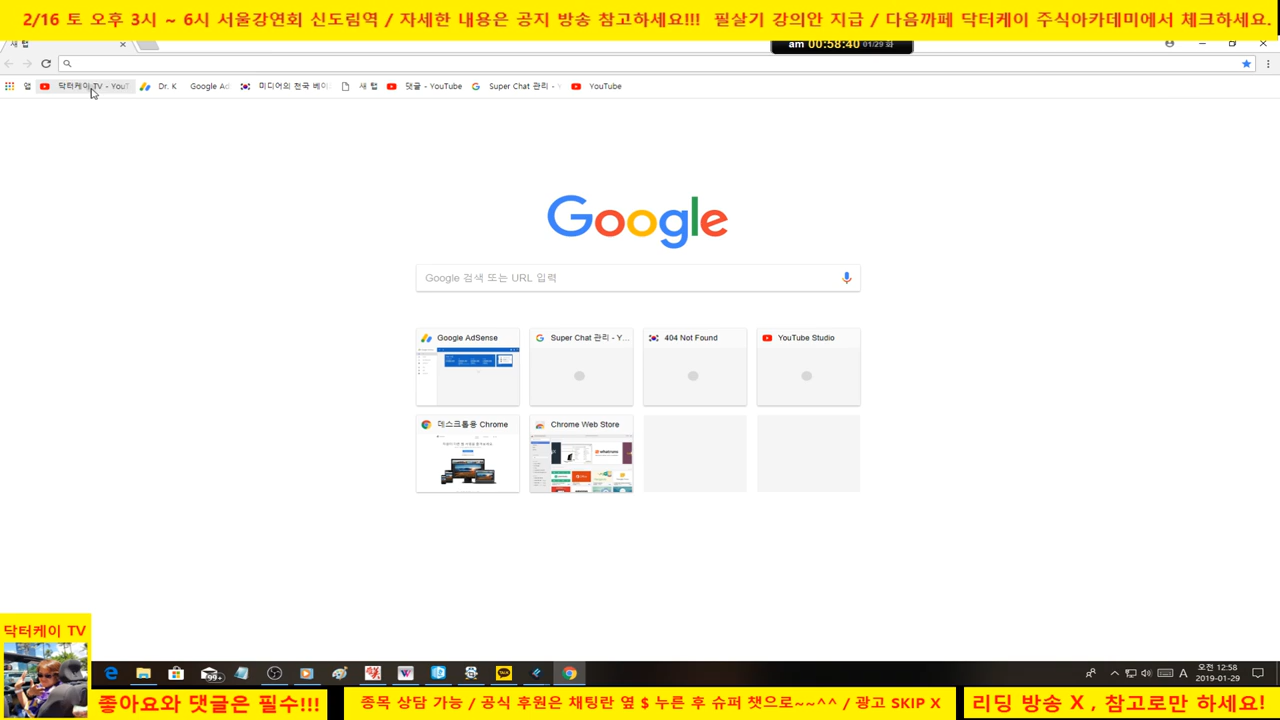 2/16 토 오후 3시 ~ 6시 서울강연회 신도림역 / 자세한 내용은 공지 방송 참고하세요!!! 필살기 강의안 지급 / 다음까페 닥터케이 주식아카데미에서 체크하세요.
새 탭
am 00:58:40 01/29 화
앱 닥터케이 TV - YouT Dr. K Google Ad 미디어의 천국 베이 새 탭 댓글 - YouTube Super Chat 관리 - YouTube
Google
Google 검색 또는 URL 입력
Google AdSense Super Chat 관리 - Y... 404 Not Found YouTube Studio
데스크톱용 Chrome Chrome Web Store
닥터케이 TV
99+ TALK A 오전 12:58
2019-01-29
좋아요와 댓글은 필수!!! 종목 상담 가능 / 공식 후원은 채팅란 옆 $ 누른 후 슈퍼 챗으로~~^^ / 광고 SKIP X 리딩 방송 X , 참고로만 하세요!